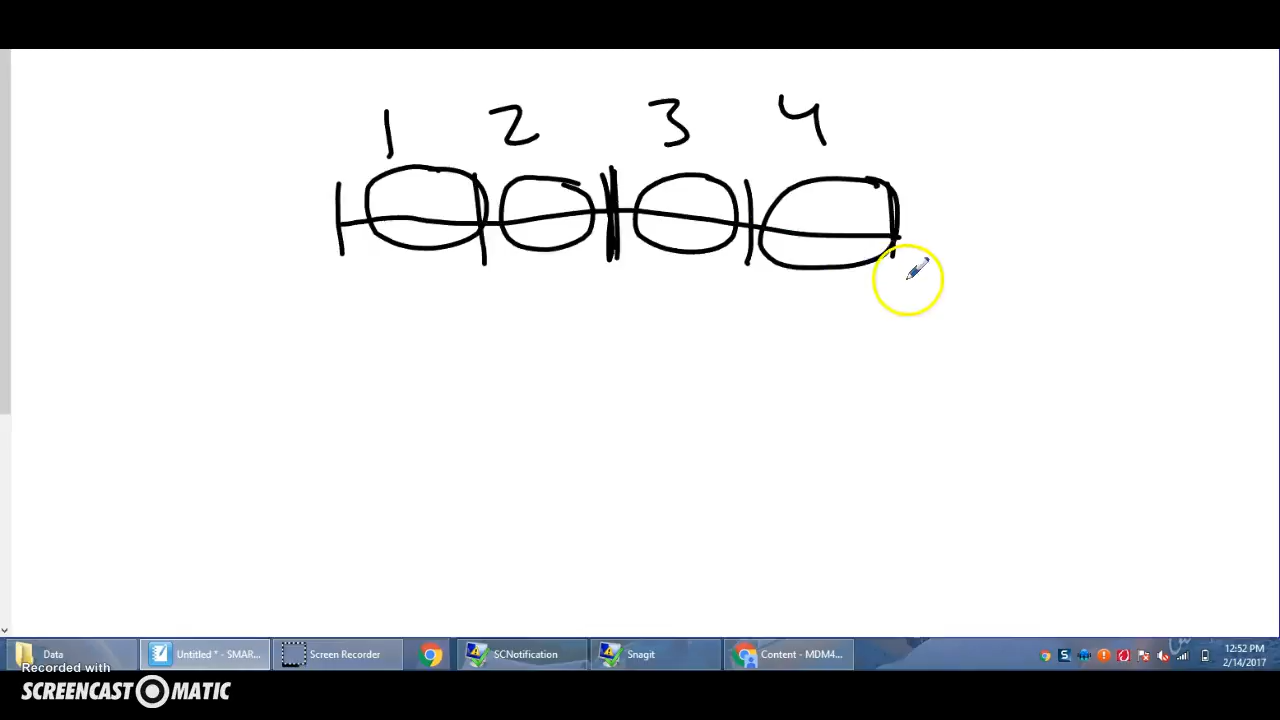 1 2 3 4
Data
Untitled * - SMAR...
Screen Recorder
SCNotification
Snagit
Content - MDM4...
12:52 PM
2/14/2017
Recorded with
SCREENCAST MATIC